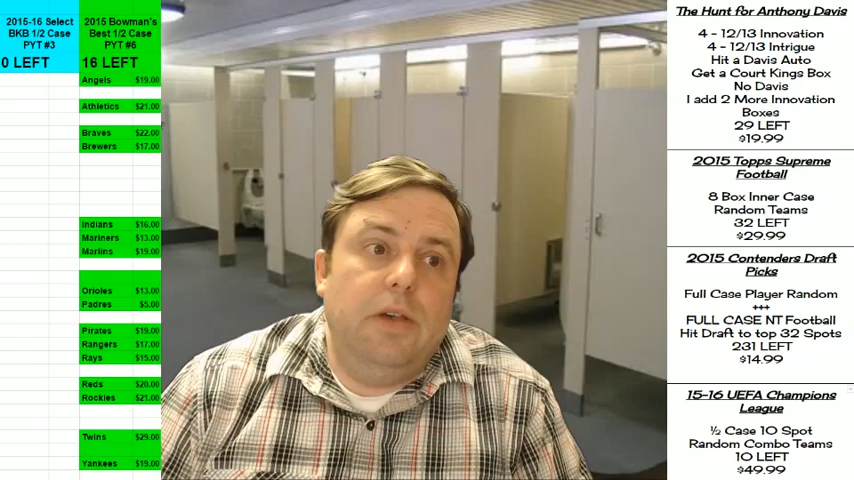 2015-16 Select
BKB 1/2 Case
PYT #3
0 LEFT
2015 Bowman's
Best 1/2 Case
PYT #6
16 LEFT
Angels $19.00
Athletics $21.00
Braves $22.00
Brewers $17.00
Indians $16.00
Mariners $13.00
Marlins $19.00
Orioles $13.00
Padres $5.00
Pirates $19.00
Rangers $17.00
Rays $15.00
Reds $20.00
Rockies $21.00
Twins $29.00
Yankees $19.00
The Hunt for Anthony Davis
4 - 12/13 Innovation
4 - 12/13 Intrigue
Hit a Davis Auto
Get a Court Kings Box
No Davis
I add 2 More Innovation
Boxes
29 LEFT
$19.99
2015 Topps Supreme
Football
8 Box Inner Case
Random Teams
32 LEFT
$29.99
2015 Contenders Draft
Picks
Full Case Player Random
+++
FULL CASE NT Football
Hit Draft to top 32 Spots
231 LEFT
$14.99
15-16 UEFA Champions
League
½ Case 10 Spot
Random Combo Teams
10 LEFT
$49.99